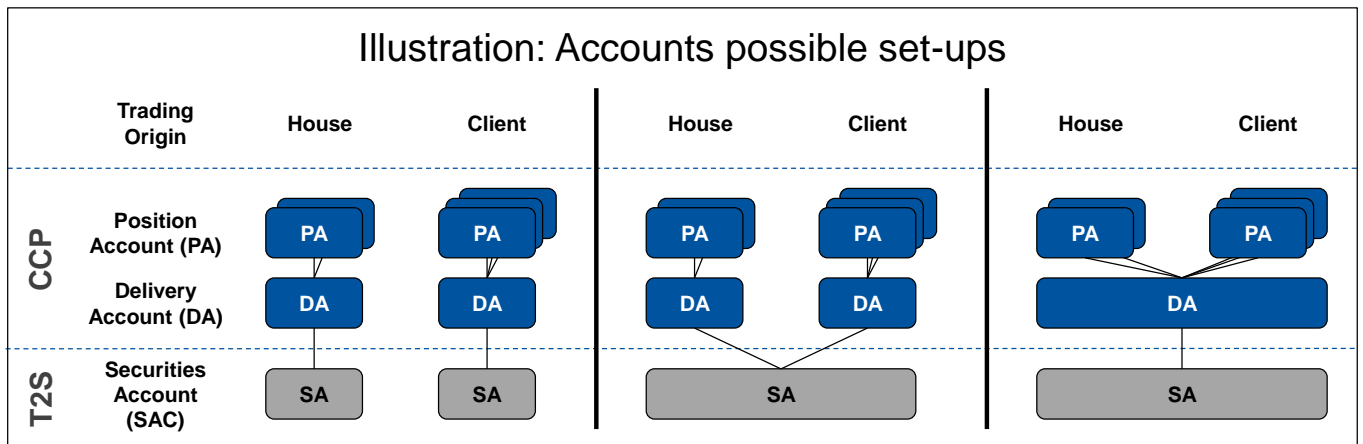 Illustration: Accounts possible set-ups
Trading
Origin
House
Client
House
Client
House
Client
CCP
Position
Account (PA)
PA
PA
PA
PA
PA
PA
Delivery
Account (DA)
DA
DA
DA
DA
DA
T2S
Securities
Account
(SAC)
SA
SA
SA
SA